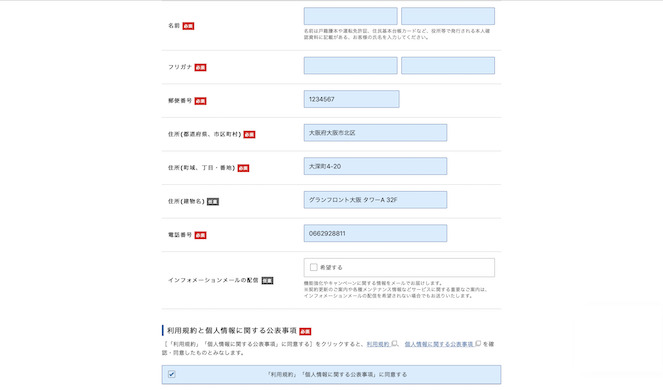 名前 必須
名前は戸籍謄本や運転免許証、住民基本台帳カードなど、役所等で発行される本人確
認資料に記載がある、お客様の氏名を入力してください。
フリガナ 必須
郵便番号 必須 1234567
住所(都道府県、市区町村) 必須 大阪府大阪市北区
住所(町域、丁目・番地) 必須 大深町4-20
住所(建物名) 任意 グランフロント大阪 タワーA 32F
電話番号 必須 0662928811
インフォメーションメールの配信 任意 希望する
機能強化やキャンペーンに関する情報をメールでお届けします。
※契約更新のご案内や各種メンテナンス情報などサービスに関する重要なご案内は、
インフォメーションメールの配信を希望されない場合でもお送りいたします。
利用規約と個人情報に関する公表事項 必須
[「利用規約」「個人情報に関する公表事項」に同意する] をクリックすると、利用規約、個人情報に関する公表事項 を確
認・同意したものとみなします。
「利用規約」「個人情報に関する公表事項」に同意する